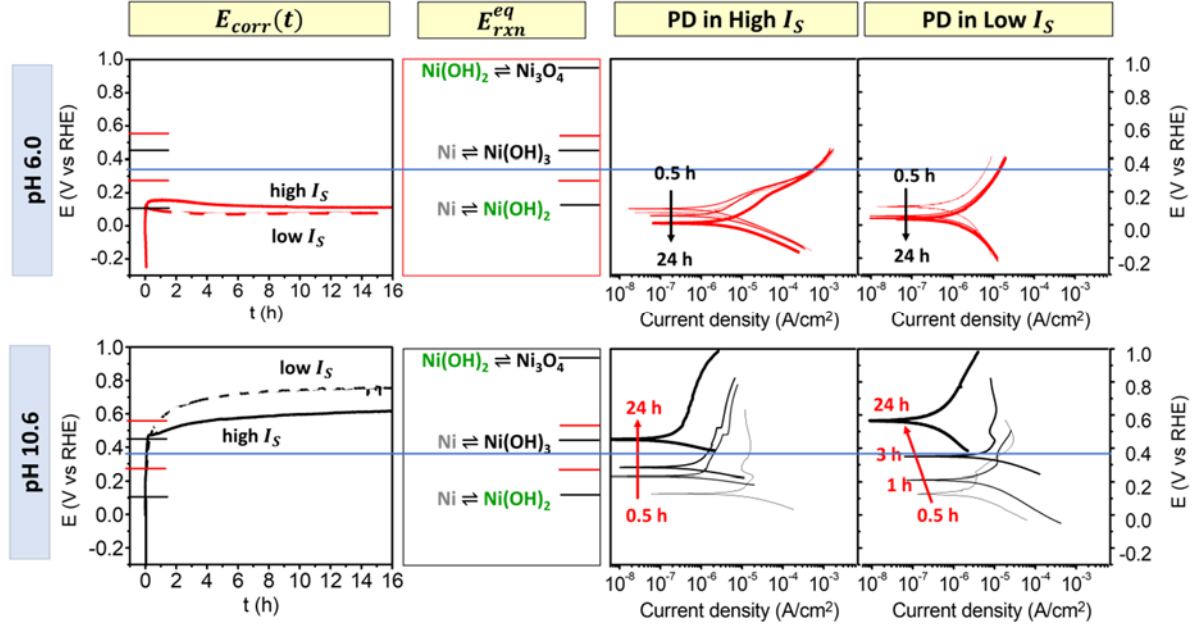 E_corr(t)
E_rxn^eq
PD in High I_S
PD in Low I_S
pH 6.0
E (V vs RHE)
1.0
0.8
0.6
0.4
0.2
0.0
-0.2
high I_S
low I_S
0 2 4 6 8 10 12 14 16
t (h)
Ni(OH)₂ ⇌ Ni₃O₄
Ni ⇌ Ni(OH)₃
Ni ⇌ Ni(OH)₂
0.5 h
24 h
10⁻⁸ 10⁻⁷ 10⁻⁶ 10⁻⁵ 10⁻⁴ 10⁻³
Current density (A/cm²)
0.5 h
24 h
10⁻⁸ 10⁻⁷ 10⁻⁶ 10⁻⁵ 10⁻⁴ 10⁻³
Current density (A/cm²)
1.0
0.8
0.6
0.4
0.2
0.0
-0.2
E (V vs RHE)
pH 10.6
E (V vs RHE)
1.0
0.8
0.6
0.4
0.2
0.0
-0.2
low I_S
high I_S
0 2 4 6 8 10 12 14 16
t (h)
Ni(OH)₂ ⇌ Ni₃O₄
Ni ⇌ Ni(OH)₃
Ni ⇌ Ni(OH)₂
24 h
0.5 h
10⁻⁸ 10⁻⁷ 10⁻⁶ 10⁻⁵ 10⁻⁴ 10⁻³
Current density (A/cm²)
24 h
3 h
1 h
0.5 h
10⁻⁸ 10⁻⁷ 10⁻⁶ 10⁻⁵ 10⁻⁴ 10⁻³
Current density (A/cm²)
1.0
0.8
0.6
0.4
0.2
0.0
-0.2
E (V vs RHE)